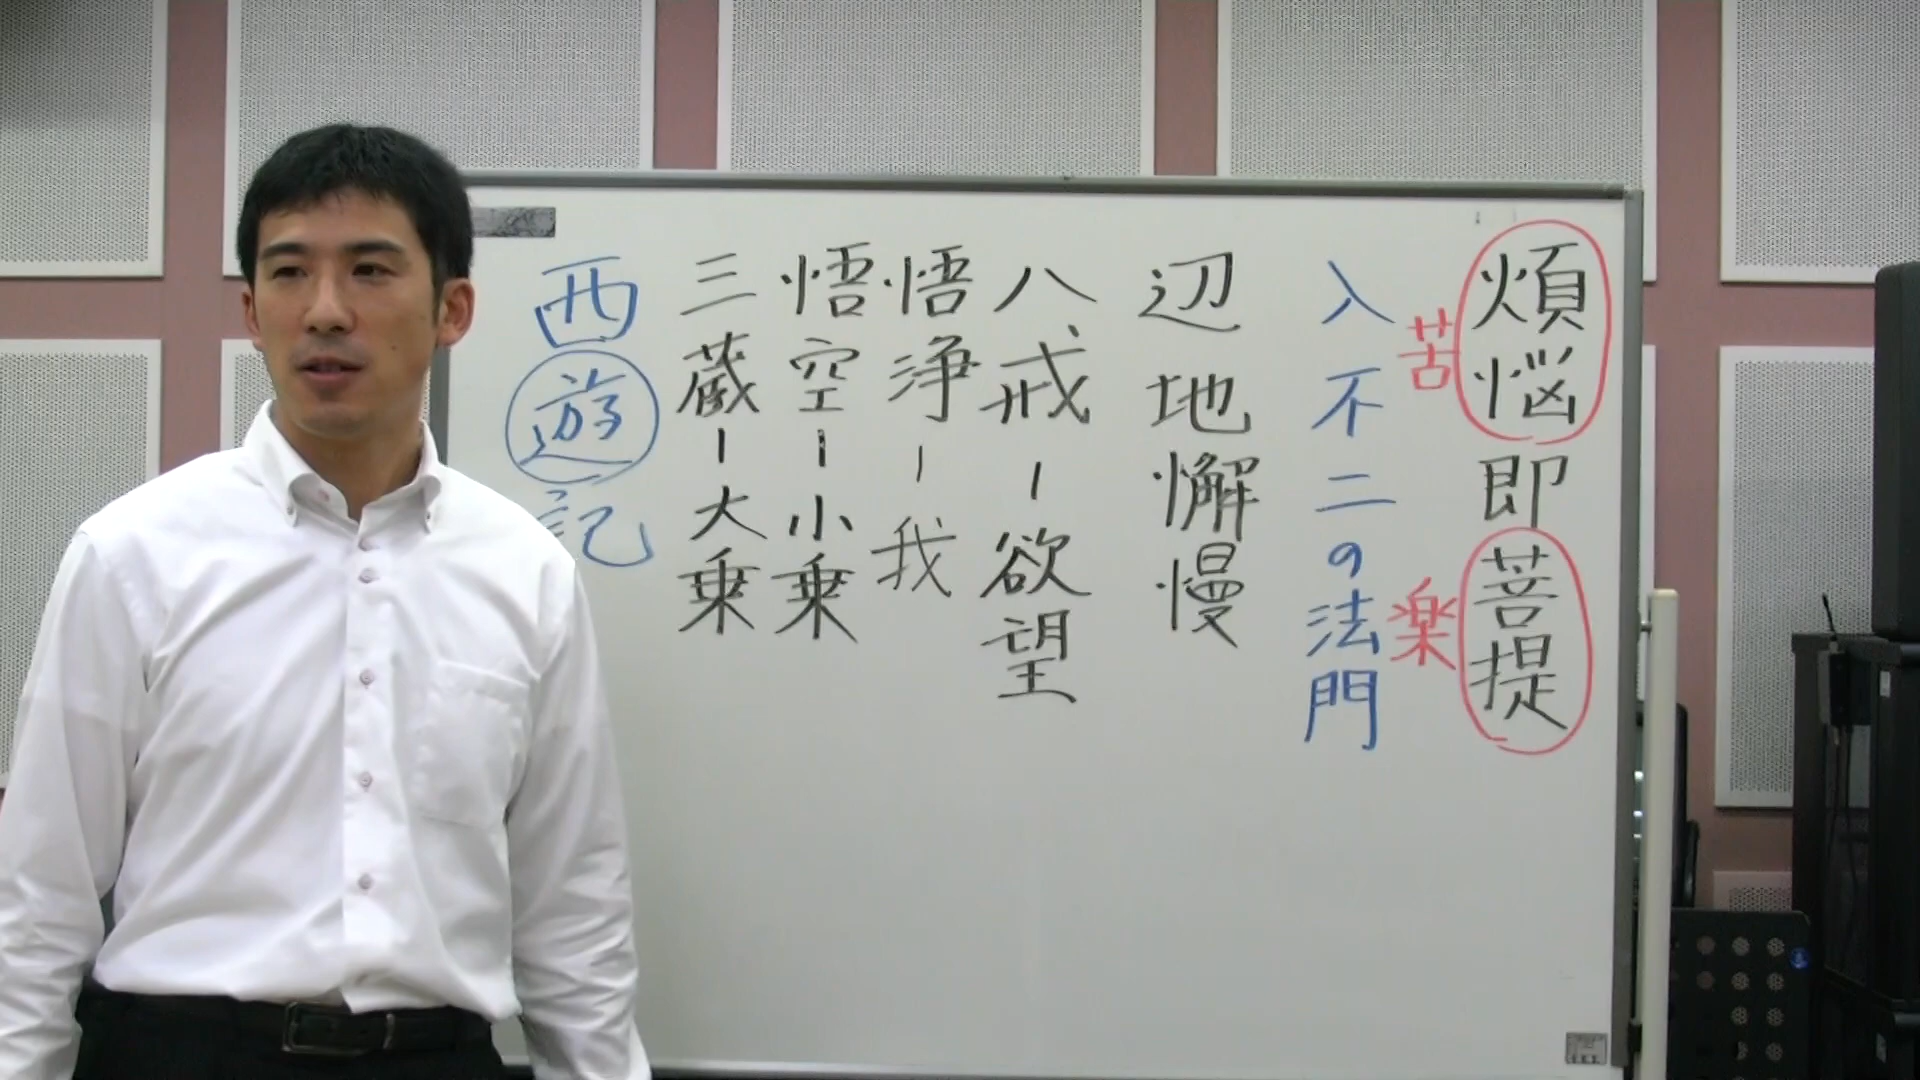 煩悩即菩提
苦
楽
入不二の法門
辺地懈慢
八戒ー欲望
悟浄ー我
悟空ー小乗
三蔵ー大乗
西遊記